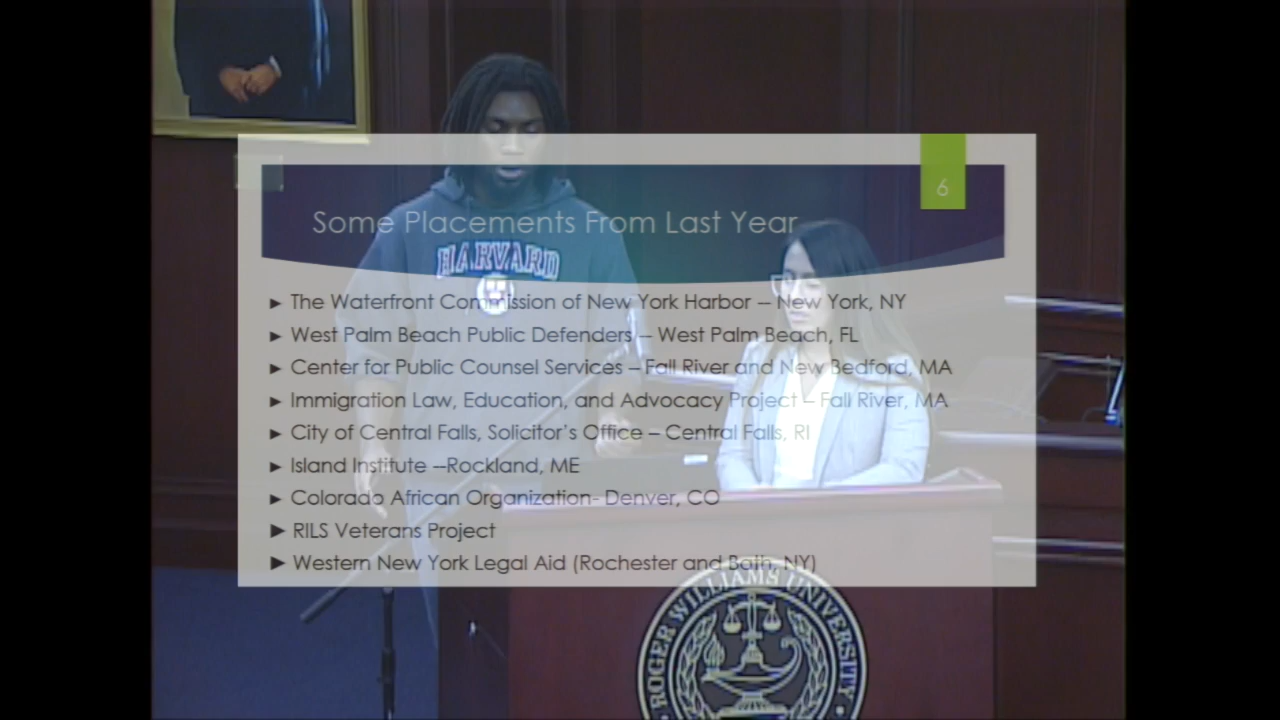 6
Some Placements From Last Year
HARVARD
► The Waterfront Commission of New York Harbor -- New York, NY
► West Palm Beach Public Defenders -- West Palm Beach, FL
► Center for Public Counsel Services – Fall River and New Bedford, MA
► Immigration Law, Education, and Advocacy Project – Fall River, MA
► City of Central Falls, Solicitor's Office – Central Falls, RI
► Island Institute --Rockland, ME
► Colorado African Organization- Denver, CO
► RILS Veterans Project
► Western New York Legal Aid (Rochester and Bath, NY)
ROGER WILLIAMS UNIVERSITY